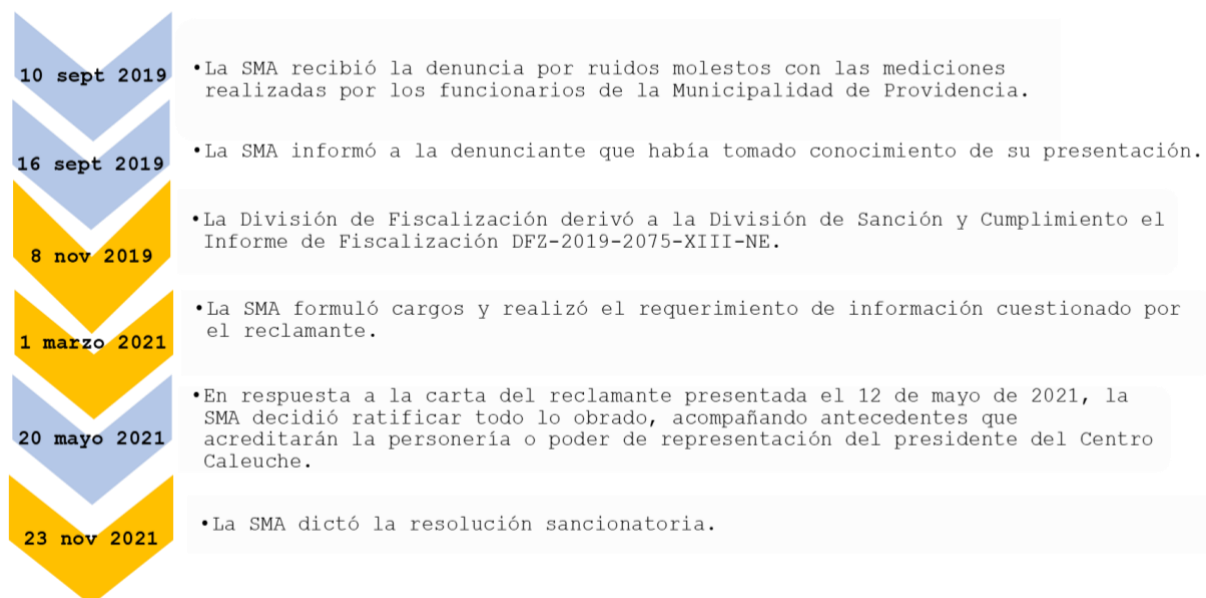 10 sept 2019
•La SMA recibió la denuncia por ruidos molestos con las mediciones
realizadas por los funcionarios de la Municipalidad de Providencia.
16 sept 2019
•La SMA informó a la denunciante que había tomado conocimiento de su presentación.
8 nov 2019
•La División de Fiscalización derivó a la División de Sanción y Cumplimiento el
Informe de Fiscalización DFZ-2019-2075-XIII-NE.
1 marzo 2021
•La SMA formuló cargos y realizó el requerimiento de información cuestionado por
el reclamante.
20 mayo 2021
•En respuesta a la carta del reclamante presentada el 12 de mayo de 2021, la
SMA decidió ratificar todo lo obrado, acompañando antecedentes que
acreditarán la personería o poder de representación del presidente del Centro
Caleuche.
23 nov 2021
•La SMA dictó la resolución sancionatoria.